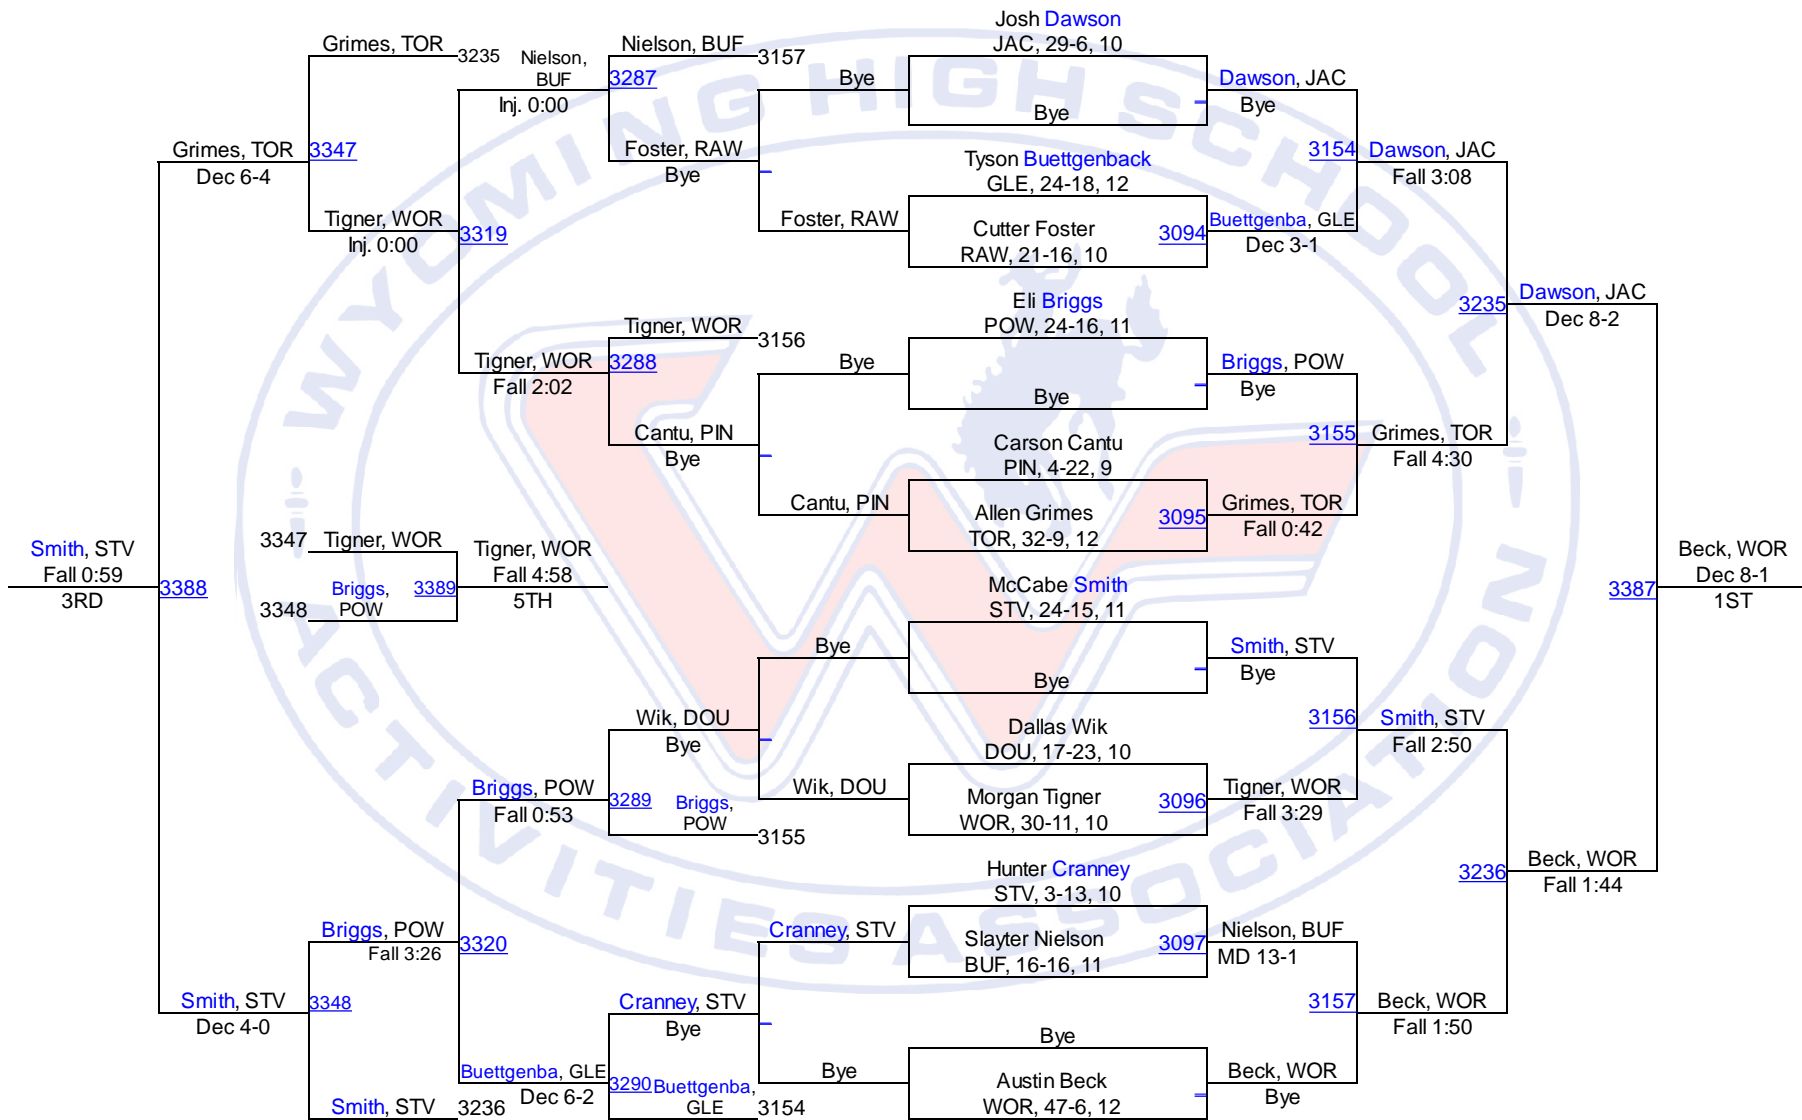 Josh Dawson
JAC, 29-6, 10
Grimes, TOR
3235
Nielson,
BUF
Inj. 0:00
Nielson, BUF
3157
3287
Bye
Bye
Dawson, JAC
Bye
Grimes, TOR
Dec 6-4
3347
Foster, RAW
Bye
Tyson Buettgenback
GLE, 24-18, 12
3154
Dawson, JAC
Fall 3:08
Tigner, WOR
Inj. 0:00
3319
Foster, RAW
Cutter Foster
RAW, 21-16, 10
3094
Buettgenba, GLE
Dec 3-1
Eli Briggs
POW, 24-16, 11
3235
Dawson, JAC
Dec 8-2
Tigner, WOR
3156
Tigner, WOR
Fall 2:02
3288
Bye
Bye
Briggs, POW
Bye
Cantu, PIN
Bye
Carson Cantu
PIN, 4-22, 9
3155
Grimes, TOR
Fall 4:30
Cantu, PIN
Allen Grimes
TOR, 32-9, 12
3095
Grimes, TOR
Fall 0:42
3347
Tigner, WOR
Tigner, WOR
Fall 4:58
5TH
Smith, STV
Fall 0:59
3RD
3388
Briggs,
POW
3389
3348
McCabe Smith
STV, 24-15, 11
3387
Beck, WOR
Dec 8-1
1ST
Bye
Bye
Smith, STV
Bye
Wik, DOU
Bye
Dallas Wik
DOU, 17-23, 10
3156
Smith, STV
Fall 2:50
Briggs, POW
Fall 0:53
3289
Briggs,
POW
3155
Wik, DOU
Morgan Tigner
WOR, 30-11, 10
3096
Tigner, WOR
Fall 3:29
Hunter Cranney
STV, 3-13, 10
3236
Beck, WOR
Fall 1:44
Briggs, POW
Fall 3:26
3320
Cranney, STV
Slayter Nielson
BUF, 16-16, 11
3097
Nielson, BUF
MD 13-1
Smith, STV
Dec 4-0
3348
Cranney, STV
Bye
3157
Beck, WOR
Fall 1:50
Bye
Buettgenba, GLE
Dec 6-2
3290
Buettgenba,
GLE
3154
Bye
Austin Beck
WOR, 47-6, 12
Beck, WOR
Bye
Smith, STV
3236
WYOMING HIGH SCHOOL
ACTIVITIES ASSOCIATION